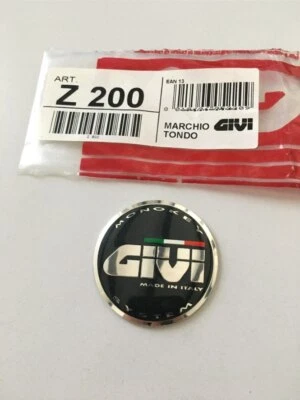 ART.
EAN 13
Z 200
MARCHIO GIVI
TONDO
MONOKEY
GIVI
MADE IN ITALY
SYSTEM